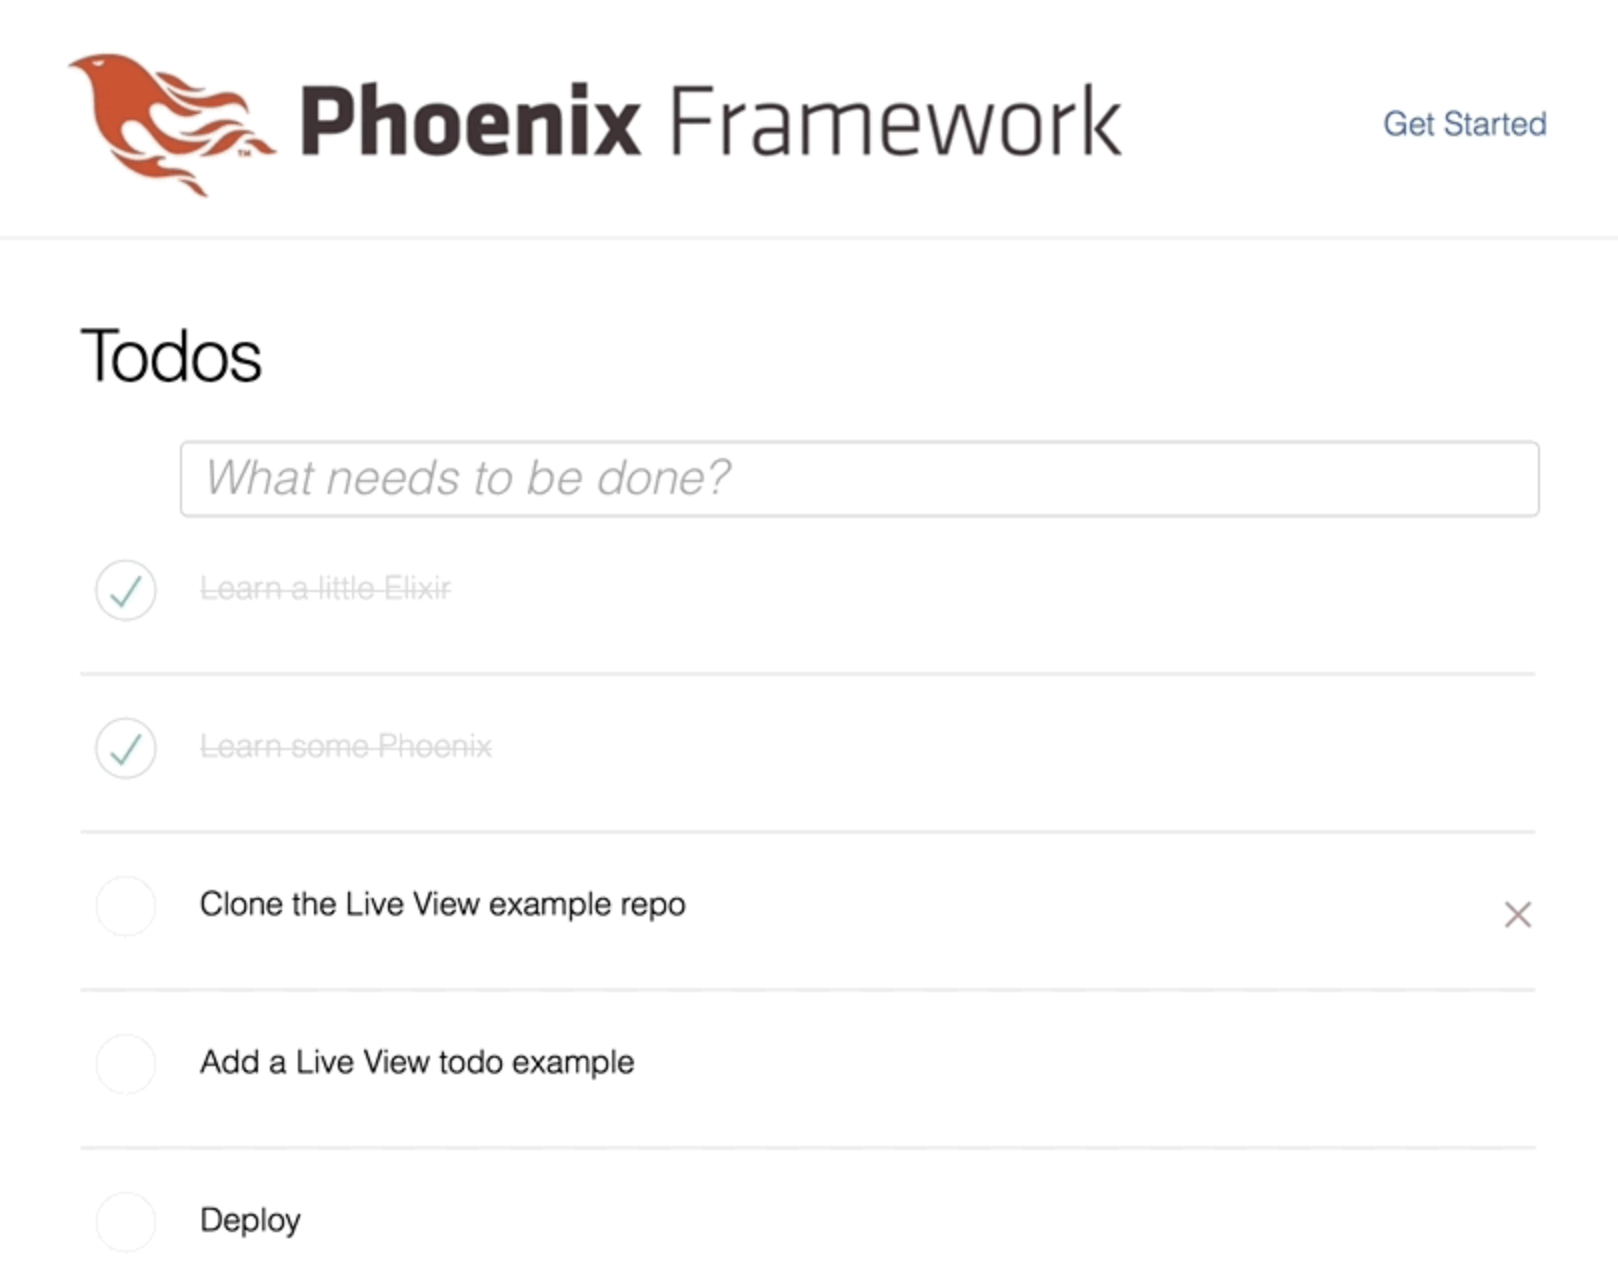 Phoenix Framework
TM
Get Started
Todos
What needs to be done?
Learn a little Elixir
Learn some Phoenix
Clone the Live View example repo
Add a Live View todo example
Deploy